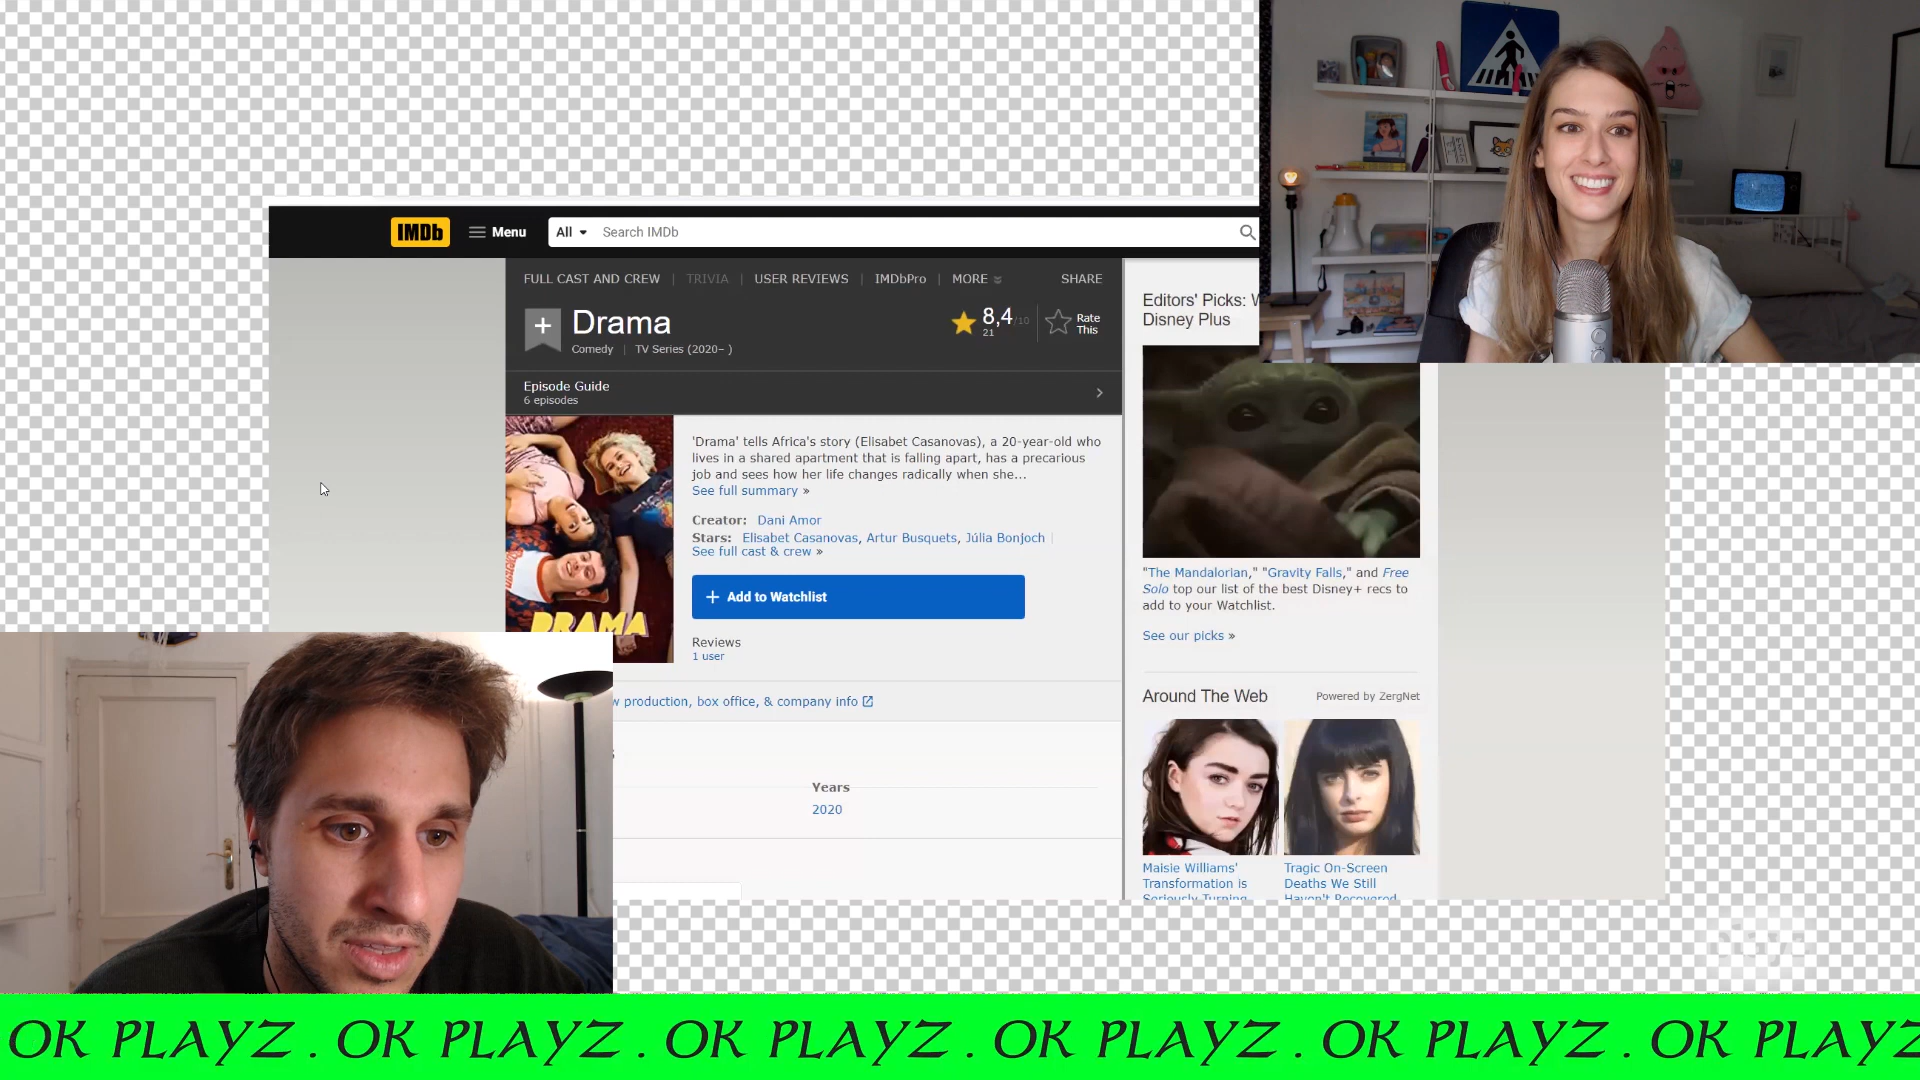 IMDb
Menu
All
Search IMDb
FULL CAST AND CREW | TRIVIA | USER REVIEWS | IMDbPro | MORE
SHARE
Drama
8,4/10
21
Rate
This
Comedy | TV Series (2020– )
Episode Guide
6 episodes
'Drama' tells Africa's story (Elisabet Casanovas), a 20-year-old who
lives in a shared apartment that is falling apart, has a precarious
job and sees how her life changes radically when she...
See full summary »
Creator: Dani Amor
Stars: Elisabet Casanovas, Artur Busquets, Júlia Bonjoch |
See full cast & crew »
+ Add to Watchlist
DRAMA
Reviews
1 user
production, box office, & company info
Years
2020
Editors' Picks:
Disney Plus
"The Mandalorian," "Gravity Falls," and Free
Solo top our list of the best Disney+ recs to
add to your Watchlist.
See our picks »
Around The Web
Powered by ZergNet
Maisie Williams'
Transformation is
Seriously Turning
Tragic On-Screen
Deaths We Still
Haven't Recovered
OK PLAYZ . OK PLAYZ . OK PLAYZ . OK PLAYZ . OK PLAYZ . OK PLAYZ